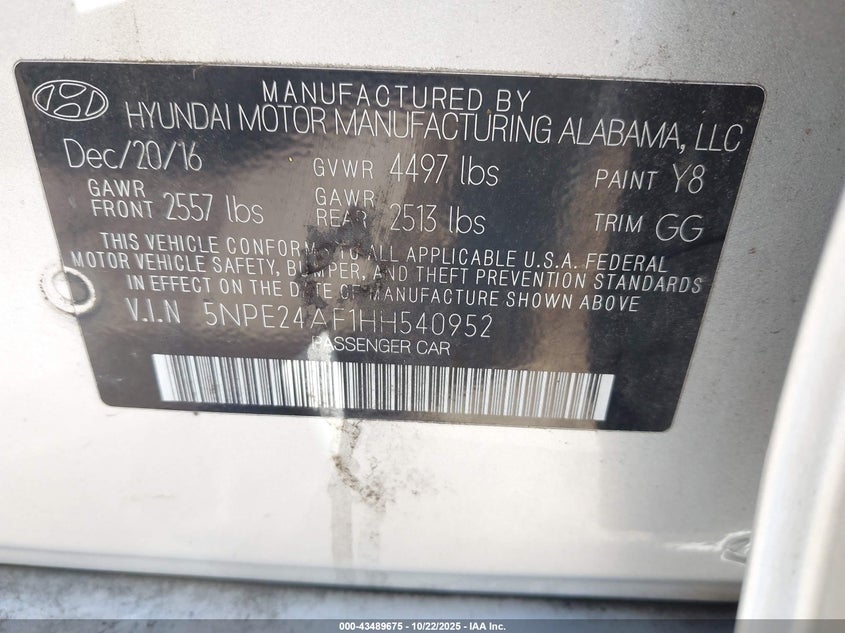 MANUFACTURED BY
HYUNDAI MOTOR MANUFACTURING ALABAMA, LLC
Dec/20/16 GVWR 4497 lbs PAINT Y8
GAWR FRONT 2557 lbs GAWR REAR 2513 lbs TRIM GG
THIS VEHICLE CONFORMS TO ALL APPLICABLE U.S.A. FEDERAL
MOTOR VEHICLE SAFETY, BUMPER, AND THEFT PREVENTION STANDARDS
IN EFFECT ON THE DATE OF MANUFACTURE SHOWN ABOVE
V.I.N 5NPE24AF1HH540952
PASSENGER CAR
000-43489675 | 10/22/2025 | IAA Inc.